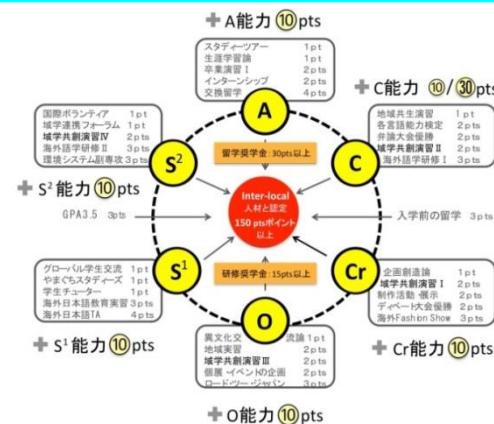 + A能力 ⑩pts
スタディーツアー 1pt
生涯学習論 1pt
卒業演習Ⅰ 2pts
インターンシップ 2pts
交換留学 4pts
A
+ C能力 ⑩/㉚pts
地域共生演習 1pt
各言語能力検定 2pts
弁論大会優勝 2pts
域学共創演習Ⅱ 2pts
海外語学研修Ⅰ 3pts
C
国際ボランティア 1pt
域学連携フォーラム 1pt
域学共創演習Ⅳ 2pts
海外語学研修Ⅱ 3pts
環境システム副専攻 3pts
S²
+ S²能力 ⑩pts
留学奨学金:30pts以上
Inter-local
人材と認定
150 ptsポイント
以上
GPA3.5 3pts
入学前の留学 3pts
研修奨学金:15pts以上
グローバル学生交流 1pt
やまぐちスタディーズ 1pt
学生チューター 1pt
海外日本語教育実習 3pts
海外日本語TA 4pts
S¹
+ S¹能力 ⑩pts
Cr
企画創造論 1pt
域学共創演習Ⅰ 1pt
制作活動・展示 2pts
ディベート大会優勝 2pts
海外Fashion Show 3pts
+ Cr能力 ⑩pts
O
異文化交 流論 1pt
地域実習 2pts
域学共創演習Ⅲ 2pts
個展・イベントの企画 2pts
ロード・ツー・ジャパン 3pts
+ O能力 ⑩pts